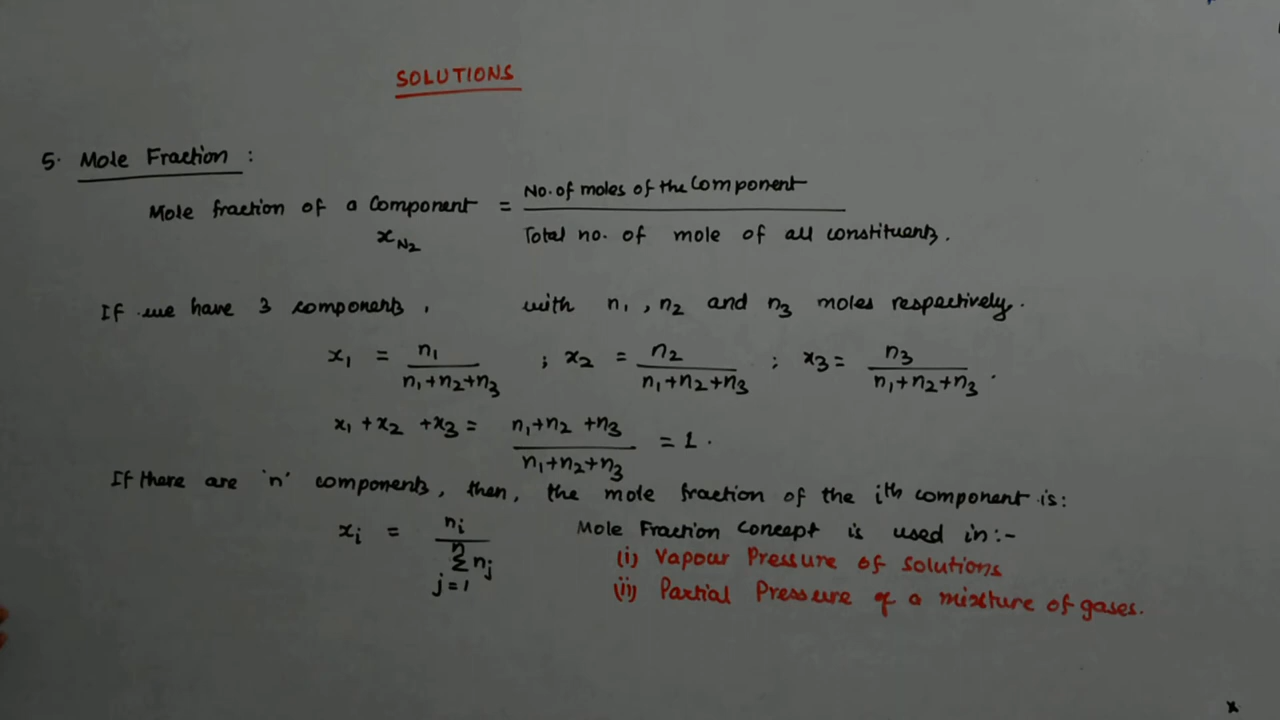 SOLUTIONS
5. Mole Fraction :
Mole fraction of a Component = No. of moles of the Component / Total no. of mole of all constituents.
x_N2
If we have 3 components, with n₁, n₂ and n₃ moles respectively.
x₁ = n₁ / n₁+n₂+n₃ ; x₂ = n₂ / n₁+n₂+n₃ ; x₃ = n₃ / n₁+n₂+n₃ .
x₁ + x₂ + x₃ = n₁+n₂+n₃ / n₁+n₂+n₃ = 1.
If there are 'n' components, then, the mole fraction of the ith component is:
xᵢ = nᵢ / Σ_{j=1}^{n} nⱼ
Mole Fraction Concept is used in:-
(i) Vapour Pressure of solutions
(ii) Partial Pressure of a mixture of gases.
x